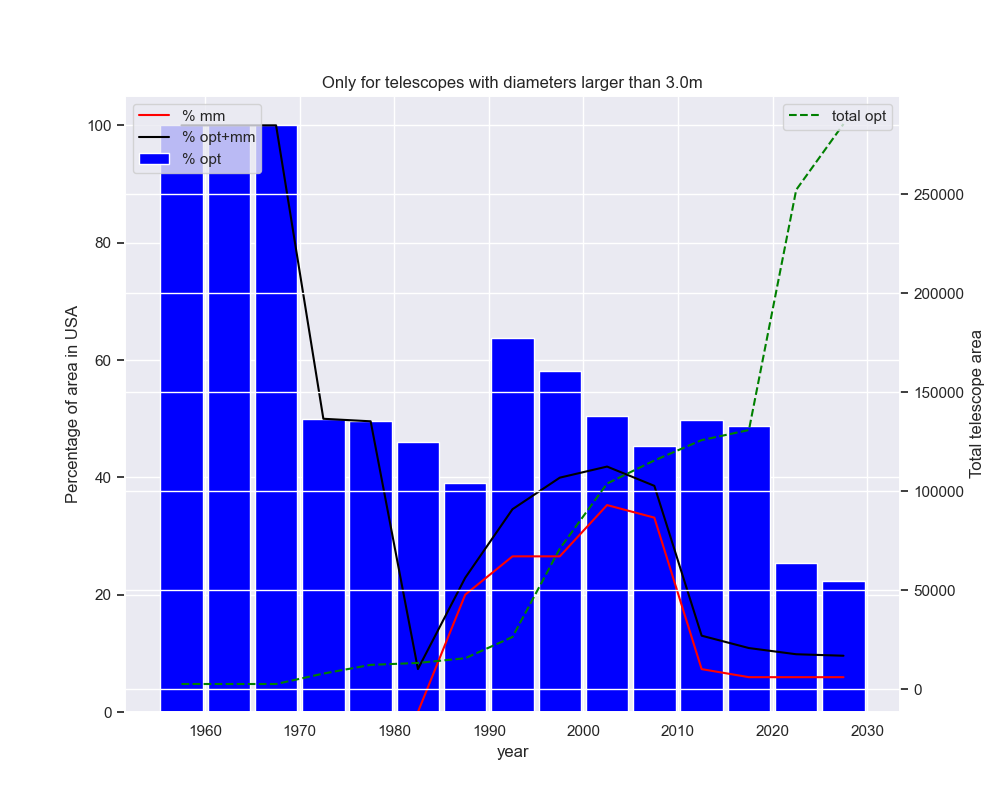 Only for telescopes with diameters larger than 3.0m
% mm
% opt+mm
% opt
total opt
100
80
60
40
20
0
Percentage of area in USA
250000
200000
150000
100000
50000
0
Total telescope area
1960 1970 1980 1990 2000 2010 2020 2030
year